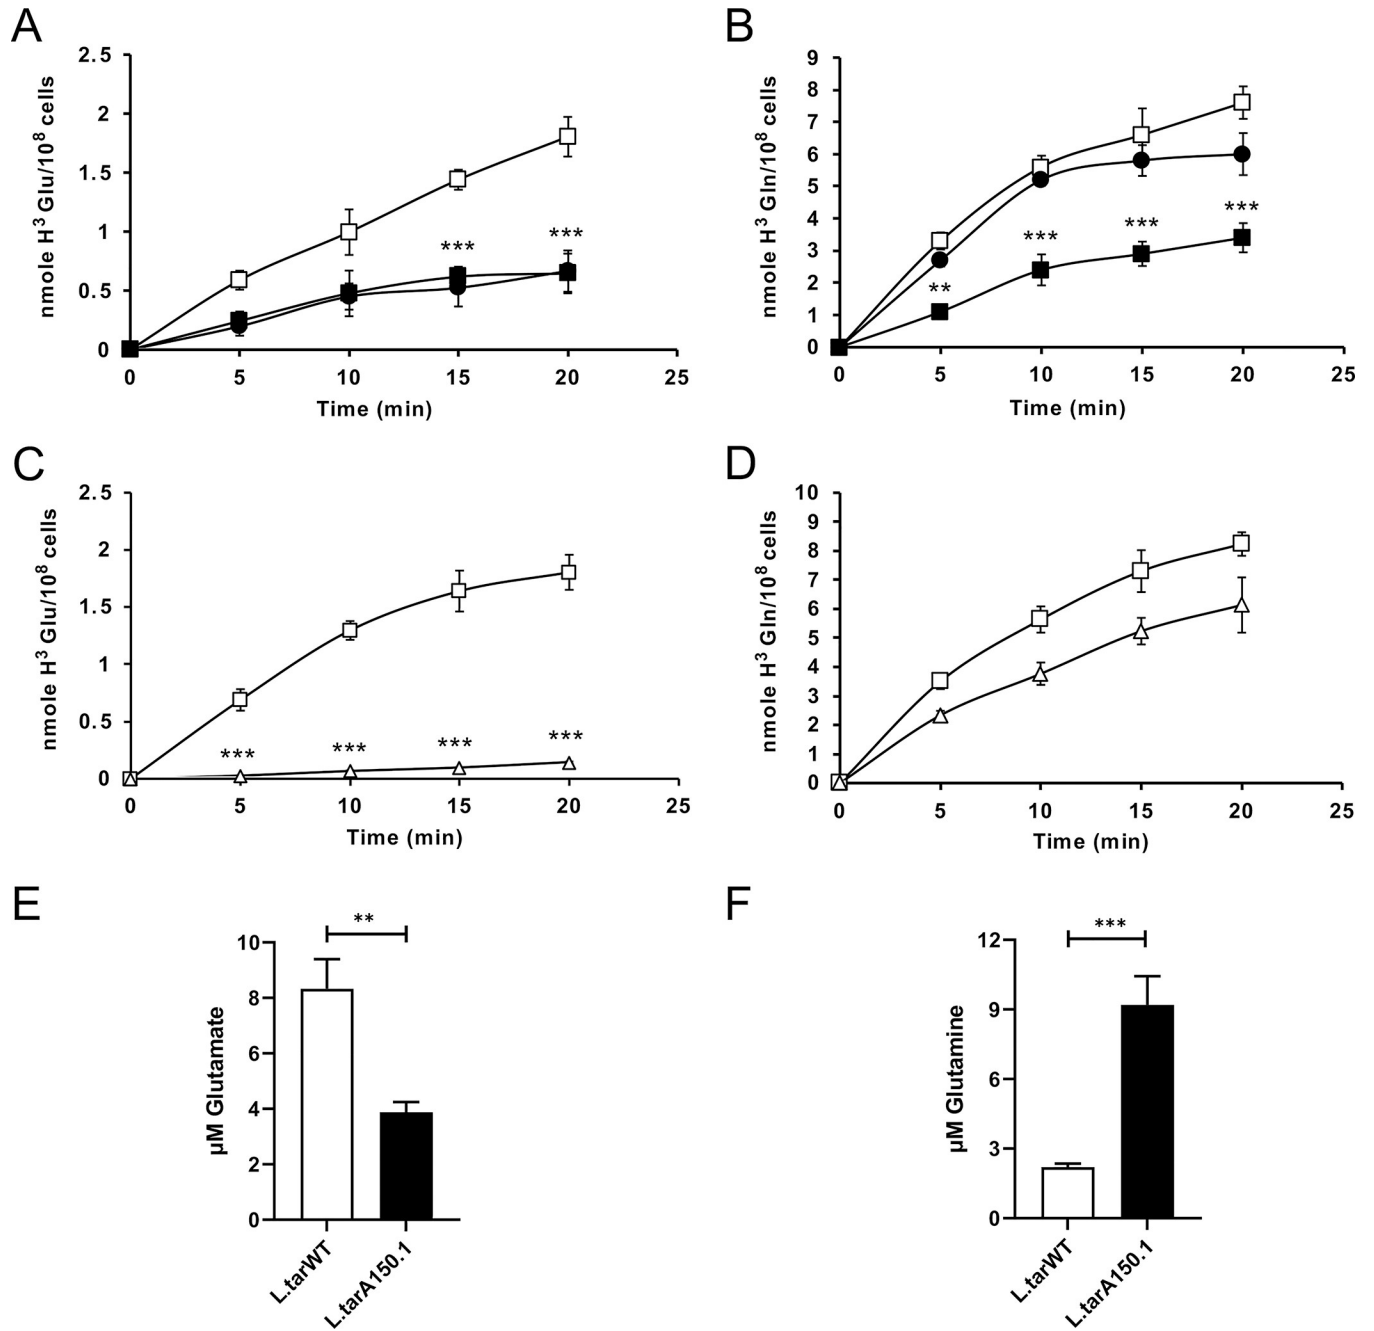 A
nmole H³ Glu/10⁸ cells
2.5
2
1.5
1
0.5
0
***
***
0 5 10 15 20 25
Time (min)
B
nmole H³ Gln/10⁸ cells
9
8
7
6
5
4
3
2
1
0
**
***
***
***
0 5 10 15 20 25
Time (min)
C
nmole H³ Glu/10⁸ cells
2.5
2
1.5
1
0.5
0
***
***
***
***
0 5 10 15 20 25
Time (min)
D
nmole H³ Gln/10⁸ cells
10
9
8
7
6
5
4
3
2
1
0
0 5 10 15 20 25
Time (min)
E
µM Glutamate
10
8
6
4
2
0
**
L.tarWT
L.tarA150.1
F
µM Glutamine
12
9
6
3
0
***
L.tarWT
L.tarA150.1